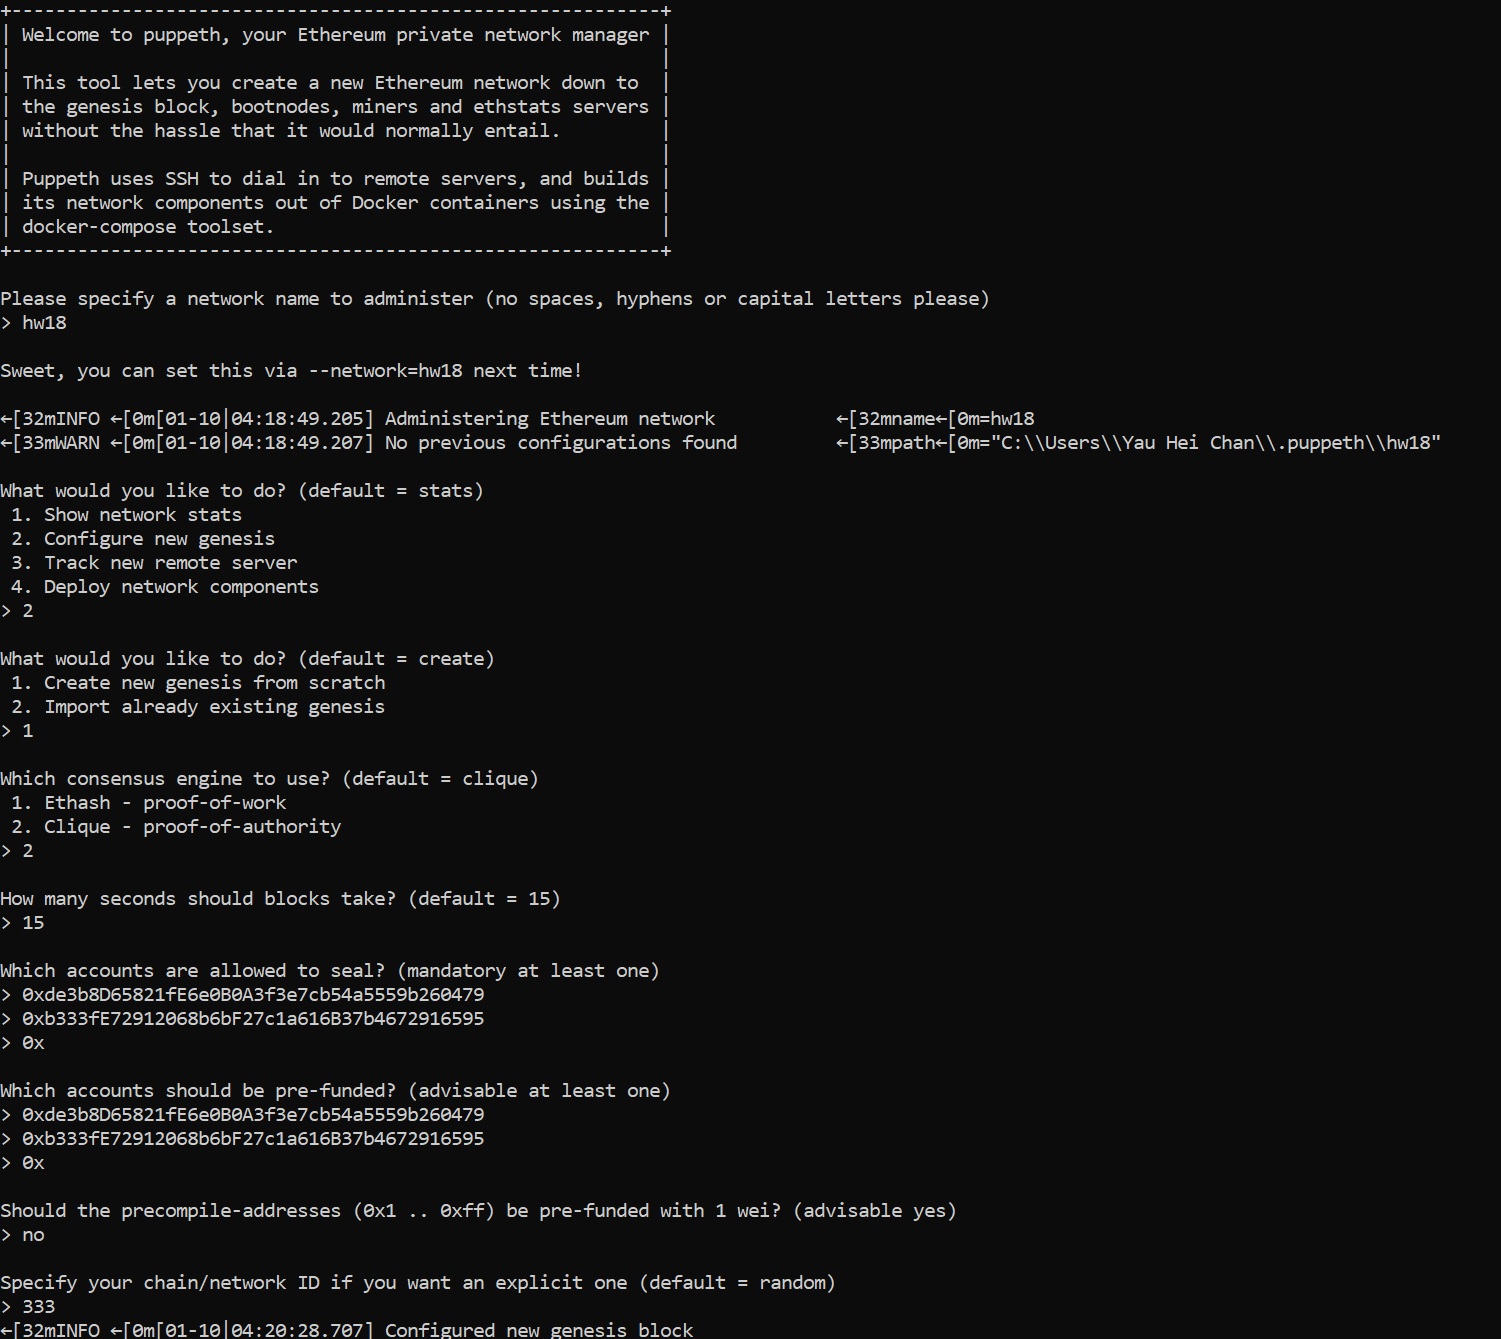 +-----------------------------------------------------------+
| Welcome to puppeth, your Ethereum private network manager |
|                                                           |
| This tool lets you create a new Ethereum network down to  |
| the genesis block, bootnodes, miners and ethstats servers |
| without the hassle that it would normally entail.         |
|                                                           |
| Puppeth uses SSH to dial in to remote servers, and builds |
| its network components out of Docker containers using the |
| docker-compose toolset.                                   |
+-----------------------------------------------------------+
Please specify a network name to administer (no spaces, hyphens or capital letters please)
> hw18
Sweet, you can set this via --network=hw18 next time!
←[32mINFO ←[0m[01-10|04:18:49.205] Administering Ethereum network           ←[32mname←[0m=hw18
←[33mWARN ←[0m[01-10|04:18:49.207] No previous configurations found         ←[33mpath←[0m="C:\\Users\\Yau Hei Chan\\.puppeth\\hw18"
What would you like to do? (default = stats)
 1. Show network stats
 2. Configure new genesis
 3. Track new remote server
 4. Deploy network components
> 2
What would you like to do? (default = create)
 1. Create new genesis from scratch
 2. Import already existing genesis
> 1
Which consensus engine to use? (default = clique)
 1. Ethash - proof-of-work
 2. Clique - proof-of-authority
> 2
How many seconds should blocks take? (default = 15)
> 15
Which accounts are allowed to seal? (mandatory at least one)
> 0xde3b8D65821fE6e0B0A3f3e7cb54a5559b260479
> 0xb333fE72912068b6bF27c1a616B37b4672916595
> 0x
Which accounts should be pre-funded? (advisable at least one)
> 0xde3b8D65821fE6e0B0A3f3e7cb54a5559b260479
> 0xb333fE72912068b6bF27c1a616B37b4672916595
> 0x
Should the precompile-addresses (0x1 .. 0xff) be pre-funded with 1 wei? (advisable yes)
> no
Specify your chain/network ID if you want an explicit one (default = random)
> 333
←[32mINFO ←[0m[01-10|04:20:28.707] Configured new genesis block